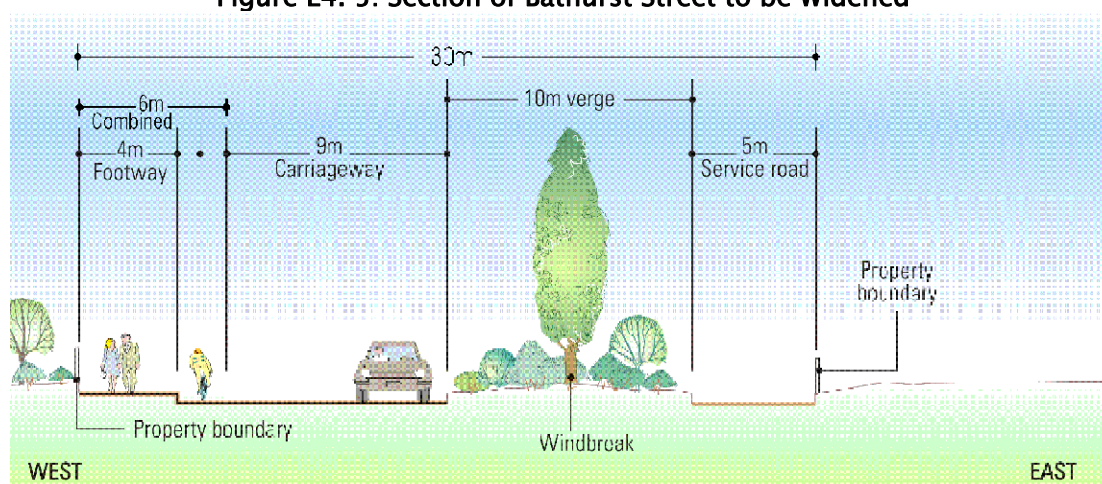 Figure E4. 3: Section of Bathurst Street to be widened
30m
6m
Combined
10m verge
4m
Footway
9m
Carriageway
5m
Service road
Property
boundary
Property boundary
Windbreak
WEST
EAST